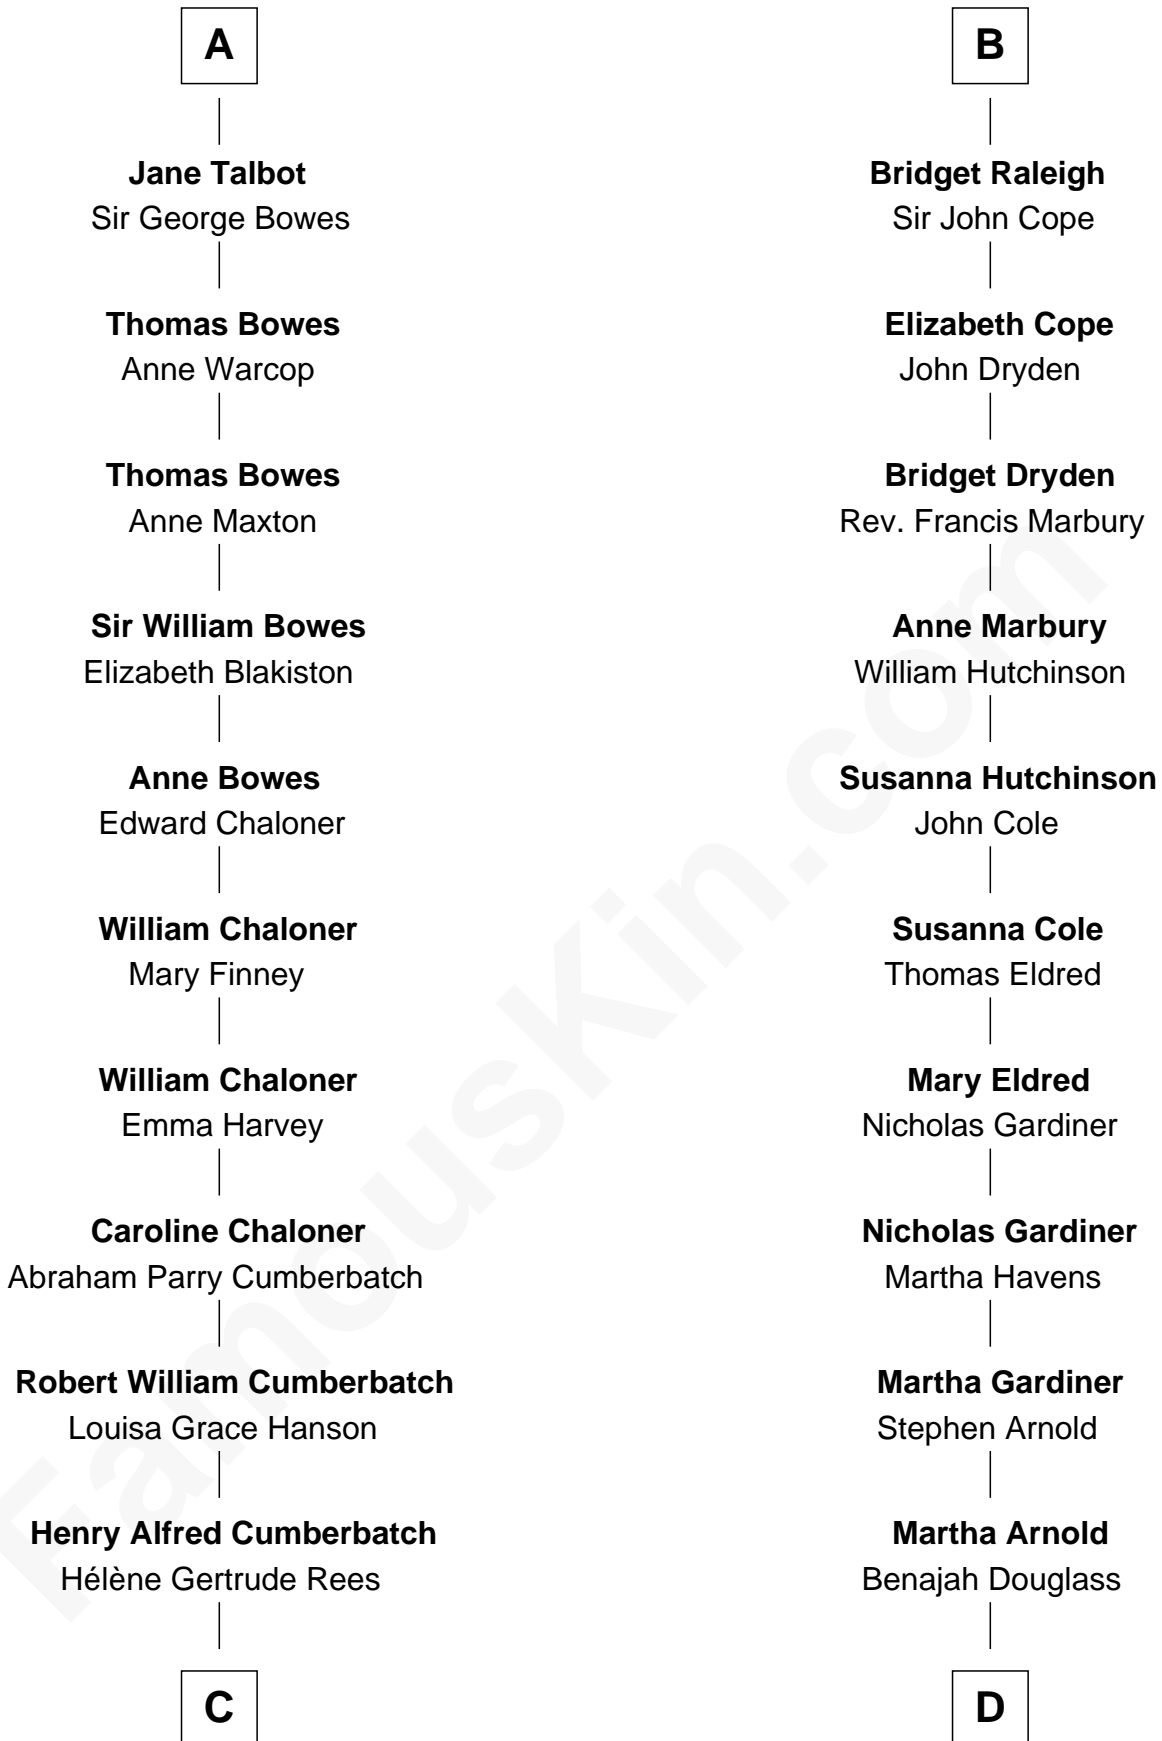 A
Jane Talbot
Sir George Bowes
Thomas Bowes
Anne Warcop
Thomas Bowes
Anne Maxton
Sir William Bowes
Elizabeth Blakiston
Anne Bowes
Edward Chaloner
William Chaloner
Mary Finney
William Chaloner
Emma Harvey
Caroline Chaloner
Abraham Parry Cumberbatch
Robert William Cumberbatch
Louisa Grace Hanson
Henry Alfred Cumberbatch
Hélène Gertrude Rees
C
B
Bridget Raleigh
Sir John Cope
Elizabeth Cope
John Dryden
Bridget Dryden
Rev. Francis Marbury
Anne Marbury
William Hutchinson
Susanna Hutchinson
John Cole
Susanna Cole
Thomas Eldred
Mary Eldred
Nicholas Gardiner
Nicholas Gardiner
Martha Havens
Martha Gardiner
Stephen Arnold
Martha Arnold
Benajah Douglass
D
FamousKin.com